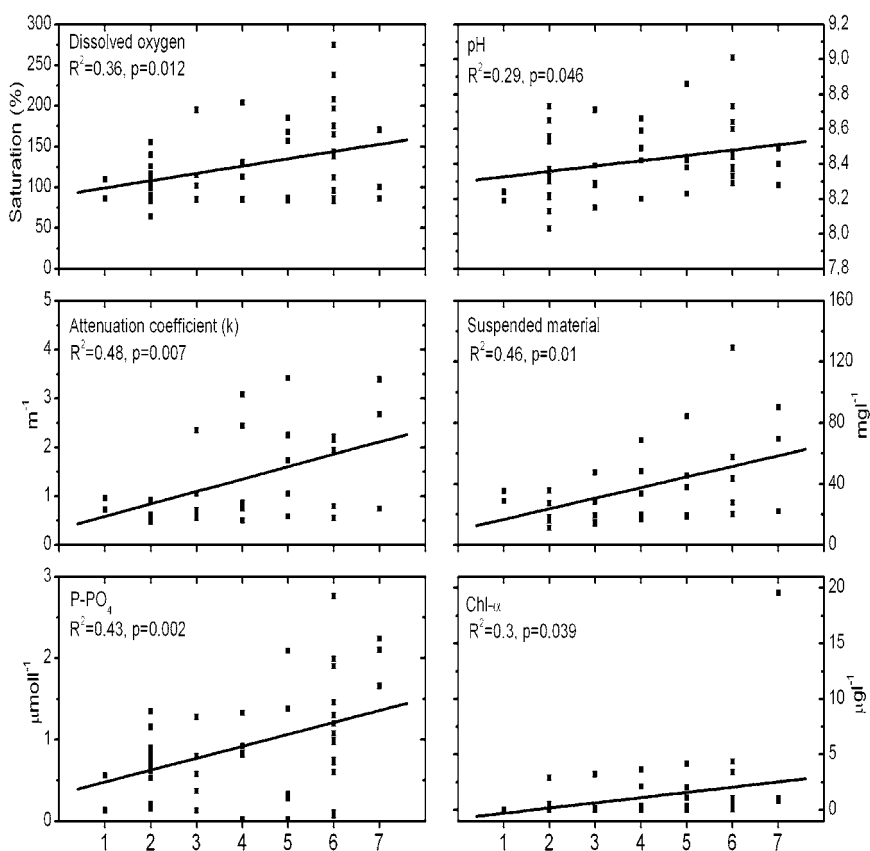 300
250
200
150
100
50
0
Saturation (%)
Dissolved oxygen
R²=0.36, p=0.012
pH
R²=0.29, p=0.046
9,2
9,0
8,8
8,6
8,4
8,2
8,0
7,8
5
4
3
2
1
0
m⁻¹
Attenuation coefficient (k)
R²=0.48, p=0.007
Suspended material
R²=0.46, p=0.01
160
120
80
40
0
mgl⁻¹
3
2
1
0
μmoll⁻¹
P-PO₄
R²=0.43, p=0.002
Chl-α
R²=0.3, p=0.039
20
15
10
5
0
μgl⁻¹
1 2 3 4 5 6 7
1 2 3 4 5 6 7